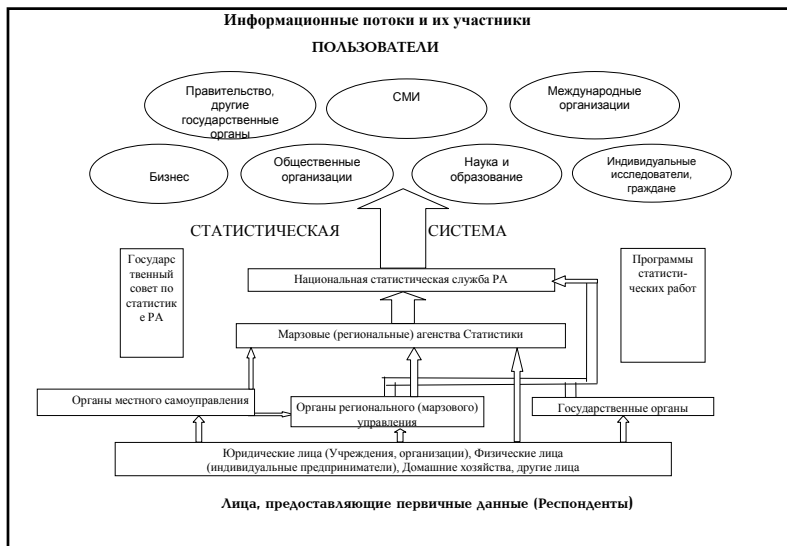 Информационные потоки и их участники
ПОЛЬЗОВАТЕЛИ
Правительство,
другие
государственные
органы
СМИ
Международные
организации
Бизнес
Общественные
организации
Наука и
образование
Индивидуальные
исследователи,
граждане
СТАТИСТИЧЕСКАЯ СИСТЕМА
Государс
твенный
совет по
статистик
е РА
Национальная статистическая служба РА
Программы
статисти-
ческих работ
Марзовые (региональные) агенства Статистики
Органы местного самоуправления
Органы регионального (марзового)
управления
Государственные органы
Юридические лица (Учреждения, организации), Физические лица
(индивидуальные предприниматели), Домашние хозяйства, другие лица
Лица, предоставляющие первичные данные (Респонденты)